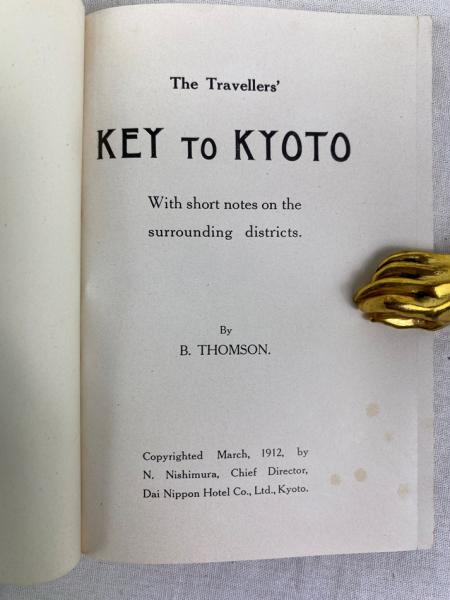 The Travellers'
KEY TO KYOTO
With short notes on the
surrounding districts.
By
B. THOMSON.
Copyrighted March, 1912, by
N. Nishimura, Chief Director,
Dai Nippon Hotel Co., Ltd., Kyoto.